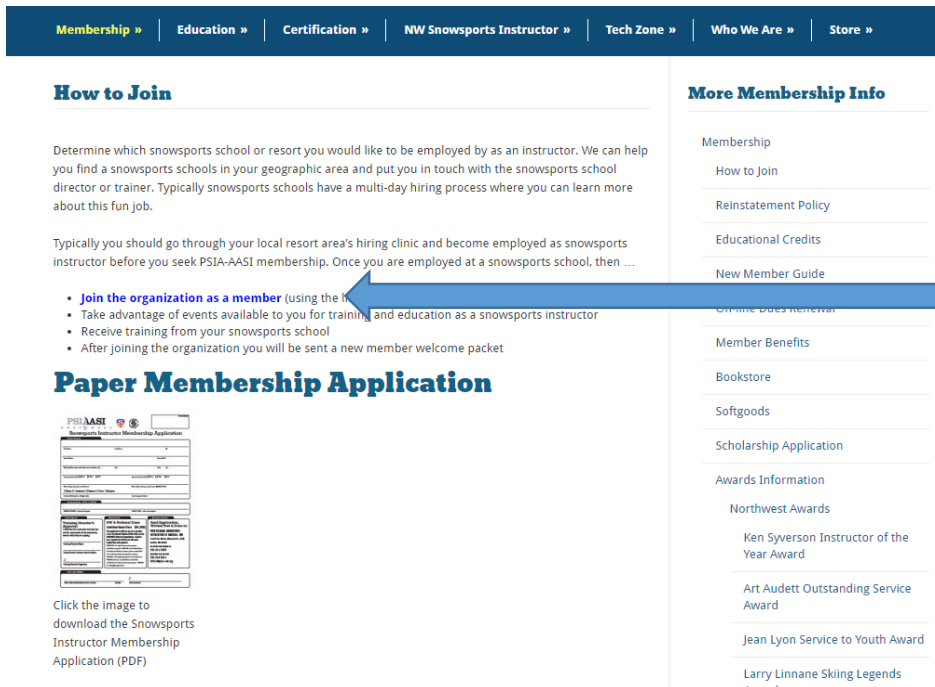 Membership » Education » Certification » NW Snowsports Instructor » Tech Zone » Who We Are » Store »
How to Join
Determine which snowsports school or resort you would like to be employed by as an instructor. We can help
you find a snowsports schools in your geographic area and put you in touch with the snowsports school
director or trainer. Typically snowsports schools have a multi-day hiring process where you can learn more
about this fun job.
Typically you should go through your local resort area's hiring clinic and become employed as snowsports
instructor before you seek PSIA-AASI membership. Once you are employed at a snowsports school, then …
• Join the organization as a member (using the
• Take advantage of events available to you for training and education as a snowsports instructor
• Receive training from your snowsports school
• After joining the organization you will be sent a new member welcome packet
Paper Membership Application
PSIA AASI
Snowsports Instructor Membership Application
Click the image to
download the Snowsports
Instructor Membership
Application (PDF)
More Membership Info
Membership
How to Join
Reinstatement Policy
Educational Credits
New Member Guide
On-line Dues Renewal
Member Benefits
Bookstore
Softgoods
Scholarship Application
Awards Information
Northwest Awards
Ken Syverson Instructor of the
Year Award
Art Audett Outstanding Service
Award
Jean Lyon Service to Youth Award
Larry Linnane Skiing Legends